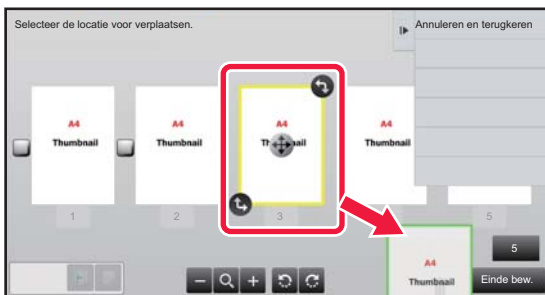 Selecteer de locatie voor verplaatsen.
Annuleren en terugkeren
A4
Thumbnail
A4
Thumbnail
A4
Thumbnail
A4
Thumbnail
1
2
3
5
A4
Thumbnail
5
Einde bew.